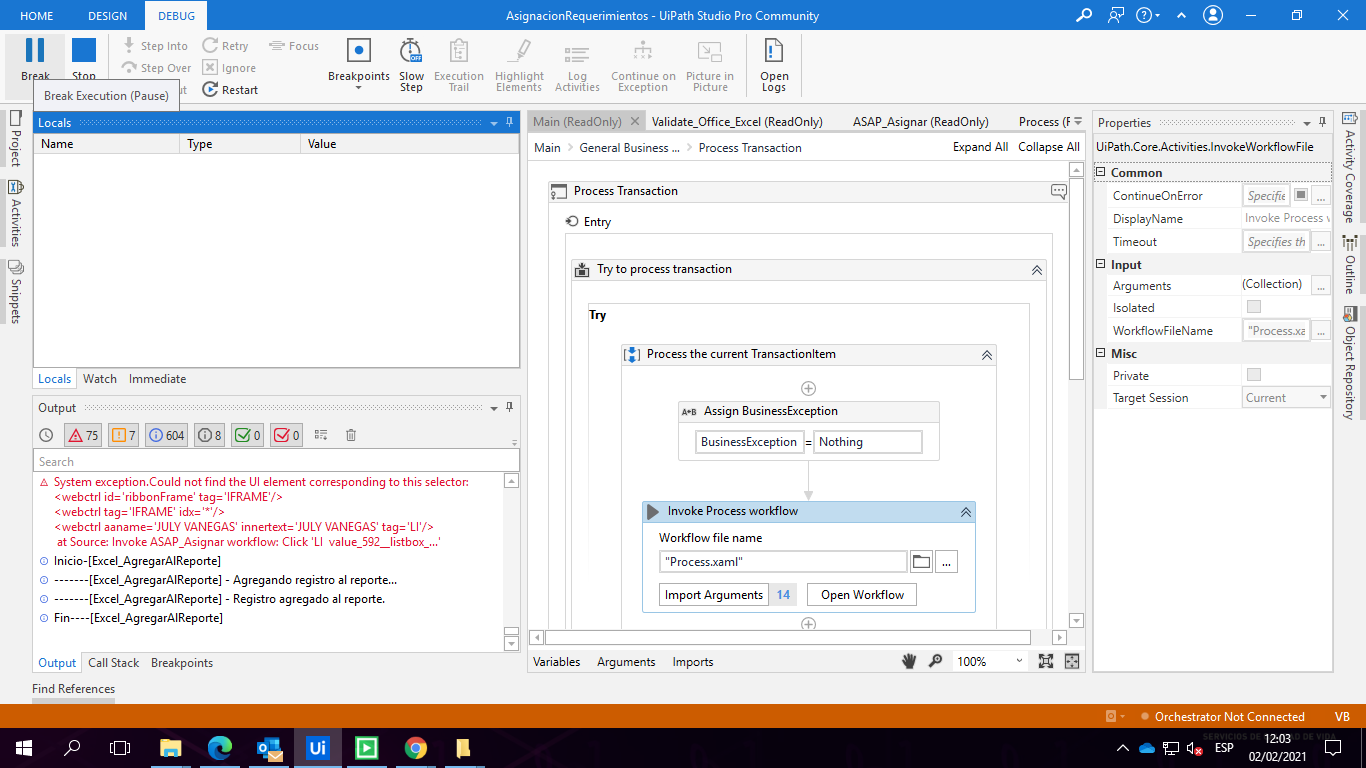 HOME DESIGN DEBUG AsignacionRequerimientos - UiPath Studio Pro Community
Break Stop Step Into Step Over Retry Ignore Restart Focus
Breakpoints Slow Step Execution Trail Highlight Elements Log Activities Continue on Exception Picture in Picture Open Logs
Break Execution (Pause)
Project
Activities
Snippets
Locals
Name Type Value
Locals Watch Immediate
Output
75 7 604 8 0 0
Search
System exception.Could not find the UI element corresponding to this selector:
<webctrl id='ribbonFrame' tag='IFRAME'/>
<webctrl tag='IFRAME' idx='*'/>
<webctrl aaname='JULY VANEGAS' innertext='JULY VANEGAS' tag='LI'/>
at Source: Invoke ASAP_Asignar workflow: Click 'LI value_592__listbox_...'
Inicio-[Excel_AgregarAlReporte]
-------[Excel_AgregarAlReporte] - Agregando registro al reporte...
-------[Excel_AgregarAlReporte] - Registro agregado al reporte.
Fin----[Excel_AgregarAlReporte]
Output Call Stack Breakpoints
Find References
Main (ReadOnly) Validate_Office_Excel (ReadOnly) ASAP_Asignar (ReadOnly) Process (F
Main General Business ... Process Transaction Expand All Collapse All
Process Transaction
Entry
Try to process transaction
Try
Process the current TransactionItem
A+B Assign BusinessException
BusinessException = Nothing
Invoke Process workflow
Workflow file name
"Process.xaml" ...
Import Arguments 14 Open Workflow
Variables Arguments Imports 100%
Properties
UiPath.Core.Activities.InvokeWorkflowFile
Common
ContinueOnError Specifie ...
DisplayName Invoke Process w
Timeout Specifies th ...
Input
Arguments (Collection) ...
Isolated
WorkflowFileName "Process.xa ...
Misc
Private
Target Session Current
Activity Coverage
Outline
Object Repository
Orchestrator Not Connected VB
Ui
ESP
12:03
02/02/2021